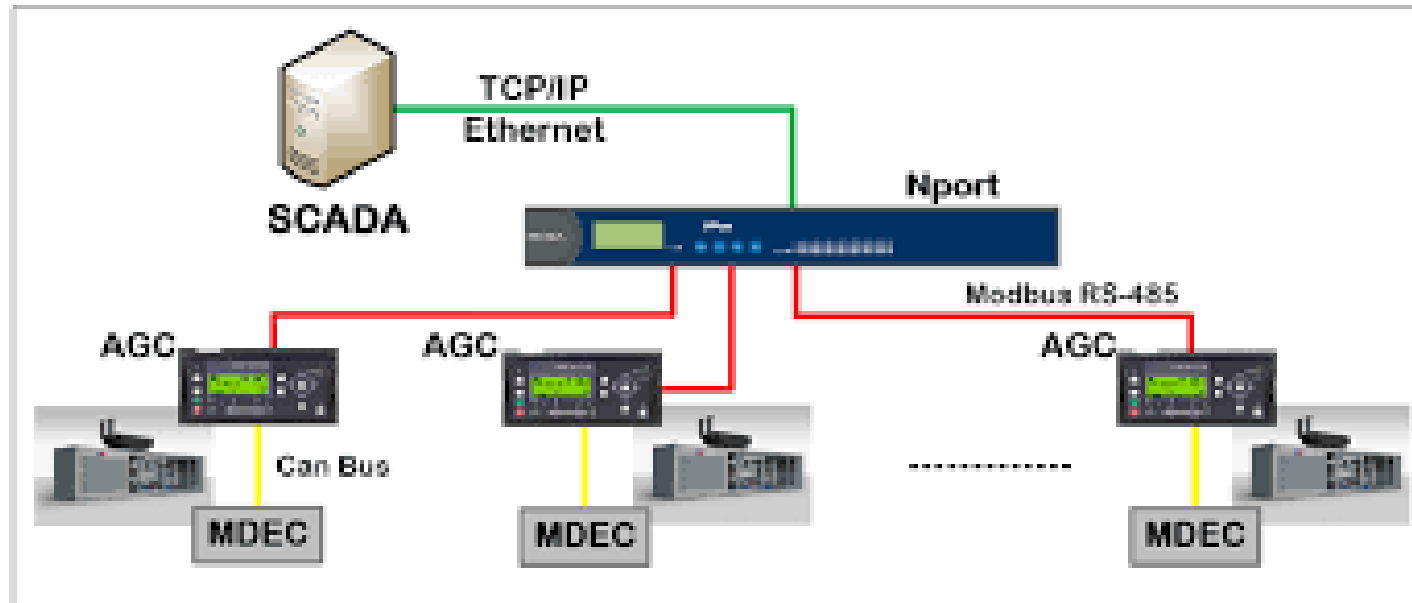 TCP/IP
Ethernet
SCADA
Nport
Modbus RS-485
AGC
AGC
AGC
Can Bus
MDEC
MDEC
MDEC